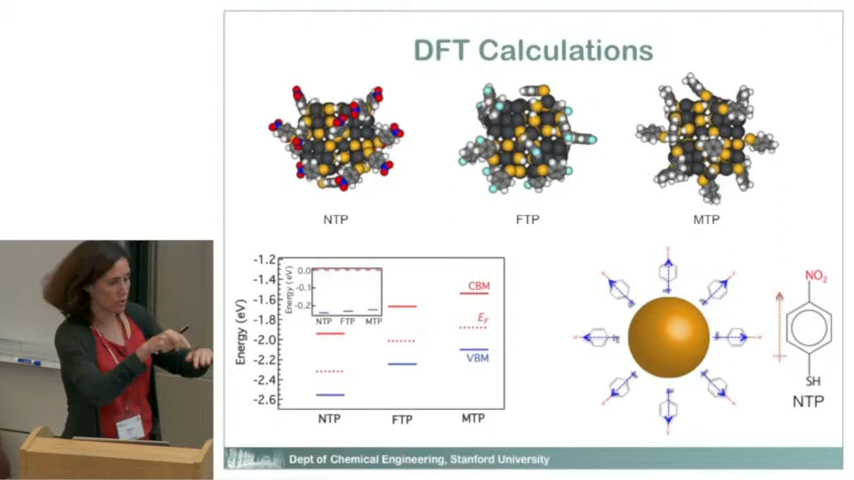 DFT Calculations
NTP
FTP
MTP
-1.2
-1.4
-1.6
-1.8
-2.0
-2.2
-2.4
-2.6
Energy (eV)
0.0
-0.1
-0.2
Energy (eV)
NTP FTP MTP
CBM
EF
VBM
NTP FTP MTP
NO2
SH
NTP
Dept of Chemical Engineering, Stanford University